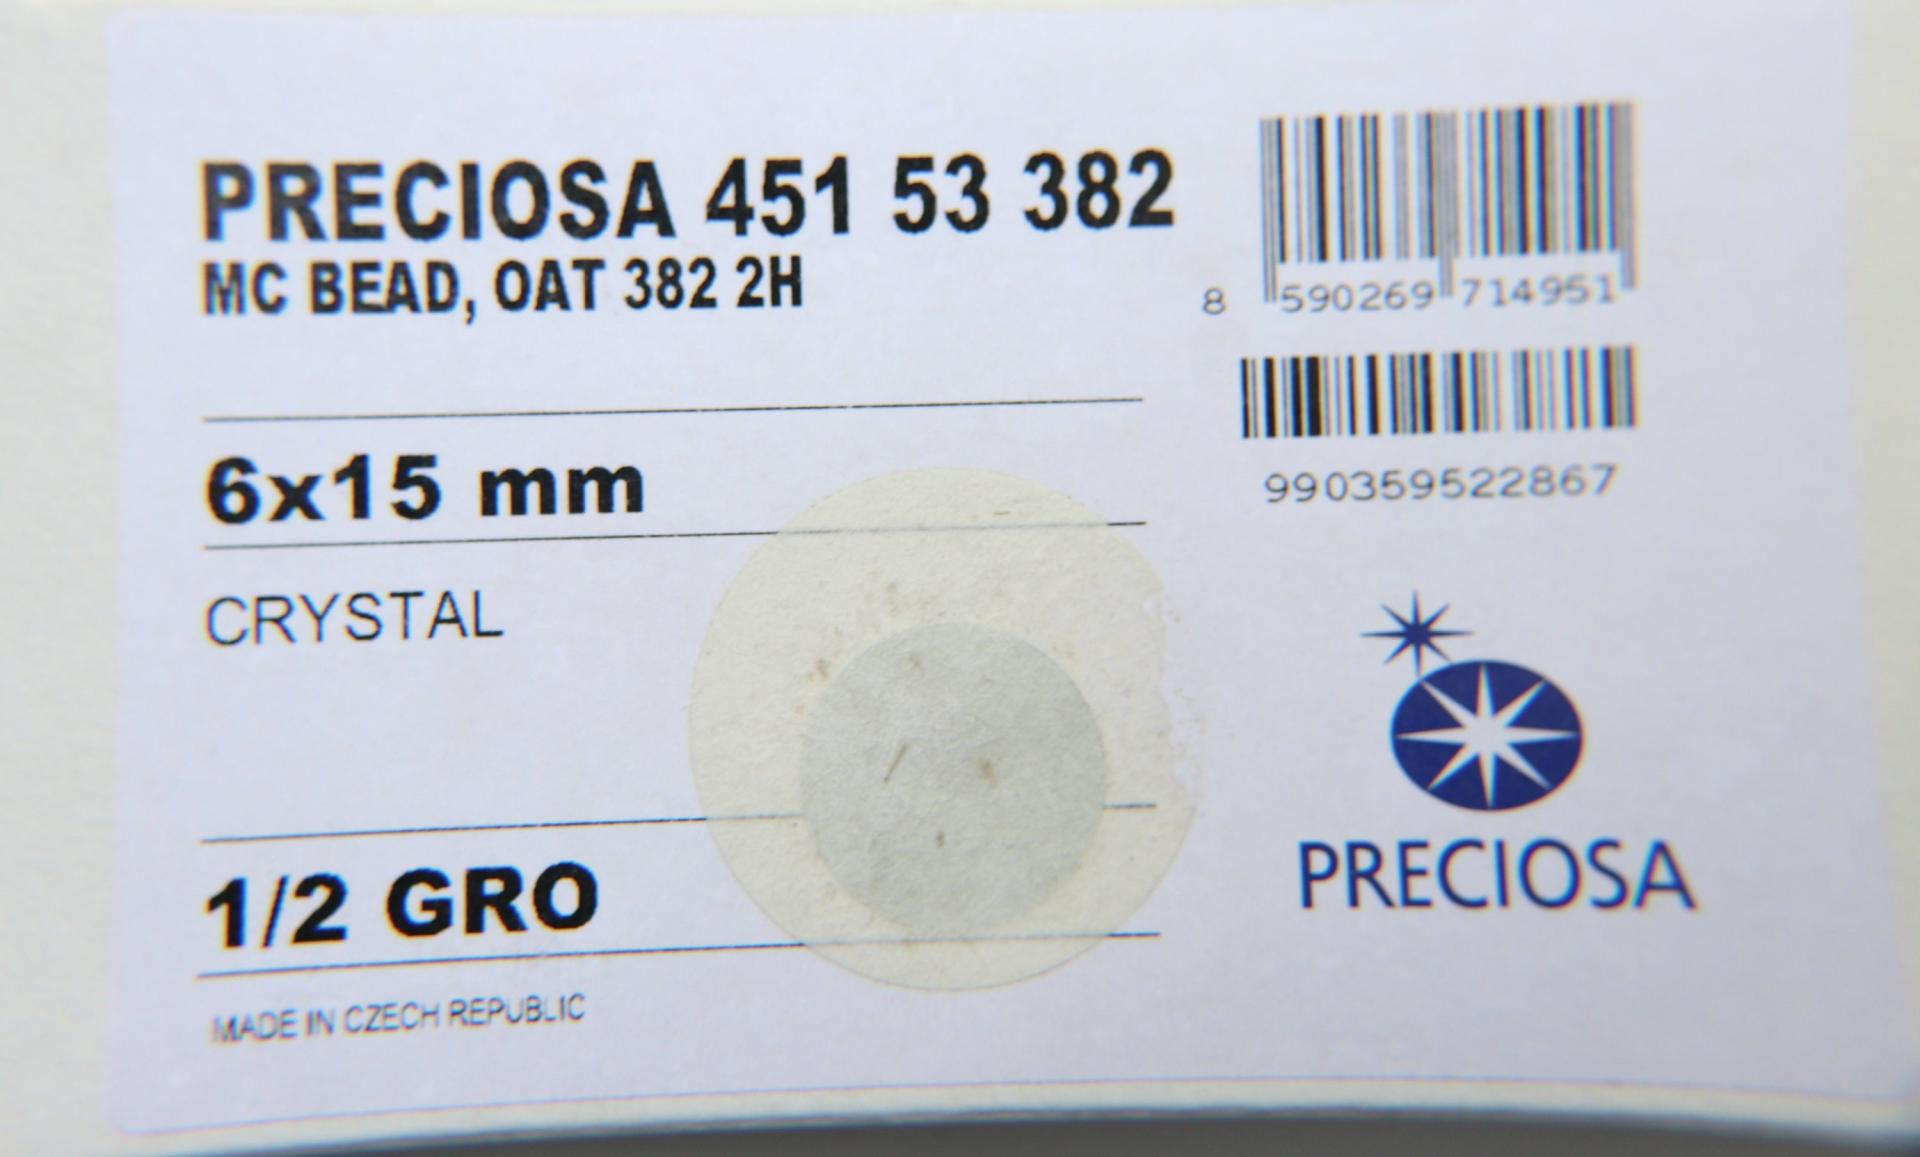 PRECIOSA 451 53 382
MC BEAD, OAT 382 2H
8 590269 714951
6x15 mm
990359522867
CRYSTAL
PRECIOSA
1/2 GRO
MADE IN CZECH REPUBLIC